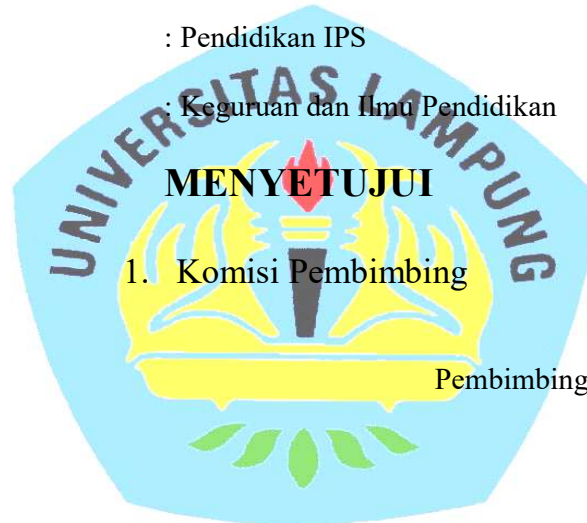 : Pendidikan IPS
: Keguruan dan Ilmu Pendidikan
UNIVERSITAS LAMPUNG
MENYETUJUI
1. Komisi Pembimbing
Pembimbing